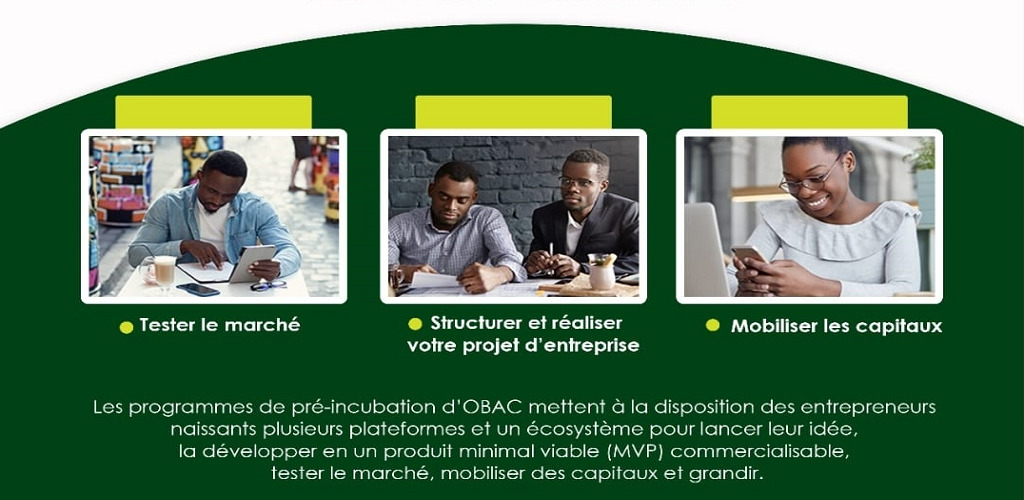 Tester le marché
Structurer et réaliser
votre projet d'entreprise
Mobiliser les capitaux
Les programmes de pré-incubation d'OBAC mettent à la disposition des entrepreneurs
naissants plusieurs plateformes et un écosystème pour lancer leur idée,
la développer en un produit minimal viable (MVP) commercialisable,
tester le marché, mobiliser des capitaux et grandir.